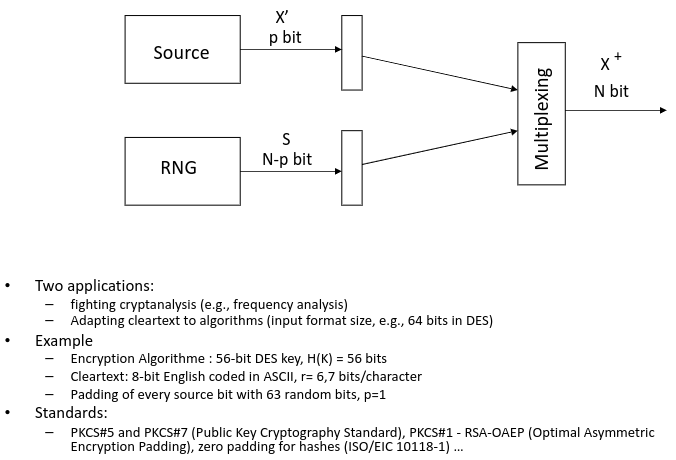 X'
p bit
Source
S
N-p bit
RNG
Multiplexing
X +
N bit
• Two applications:
– fighting cryptanalysis (e.g., frequency analysis)
– Adapting cleartext to algorithms (input format size, e.g., 64 bits in DES)
• Example
– Encryption Algorithme : 56-bit DES key, H(K) = 56 bits
– Cleartext: 8-bit English coded in ASCII, r= 6,7 bits/character
– Padding of every source bit with 63 random bits, p=1
• Standards:
– PKCS#5 and PKCS#7 (Public Key Cryptography Standard), PKCS#1 - RSA-OAEP (Optimal Asymmetric
Encryption Padding), zero padding for hashes (ISO/EIC 10118-1) ...